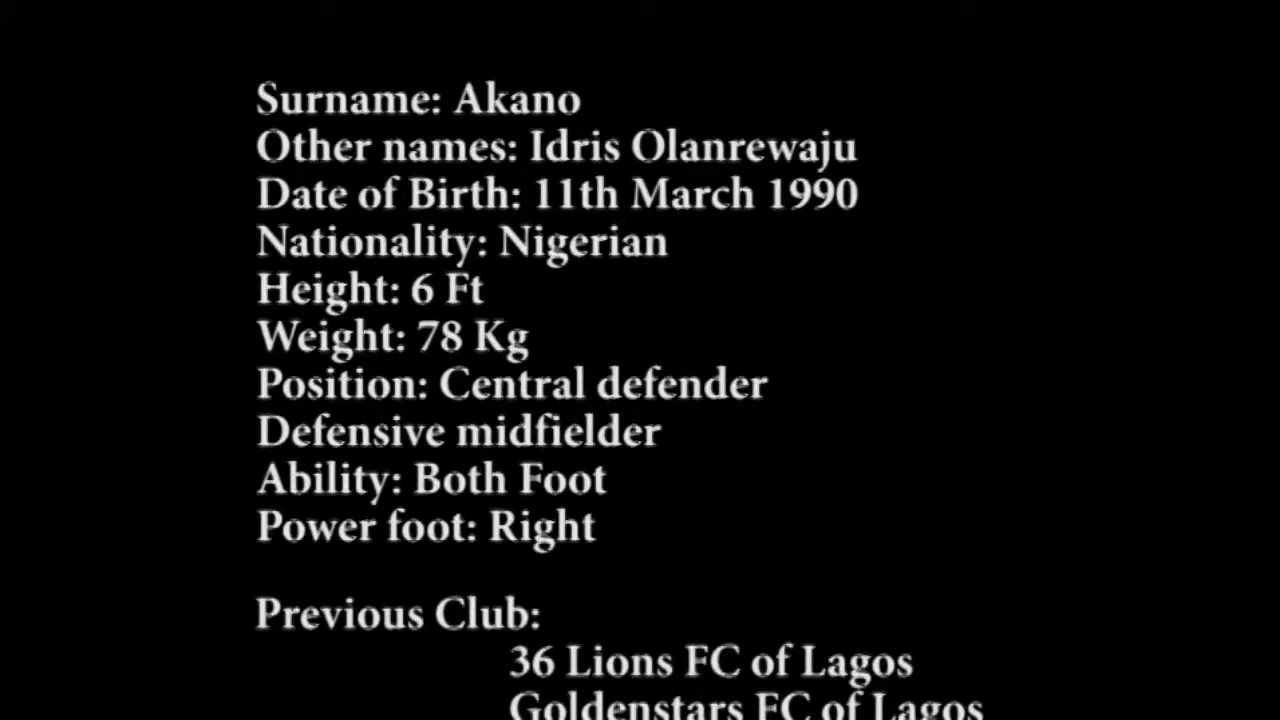 Surname: Akano
Other names: Idris Olanrewaju
Date of Birth: 11th March 1990
Nationality: Nigerian
Height: 6 Ft
Weight: 78 Kg
Position: Central defender
Defensive midfielder
Ability: Both Foot
Power foot: Right
Previous Club:
36 Lions FC of Lagos
Goldenstars FC of Lagos